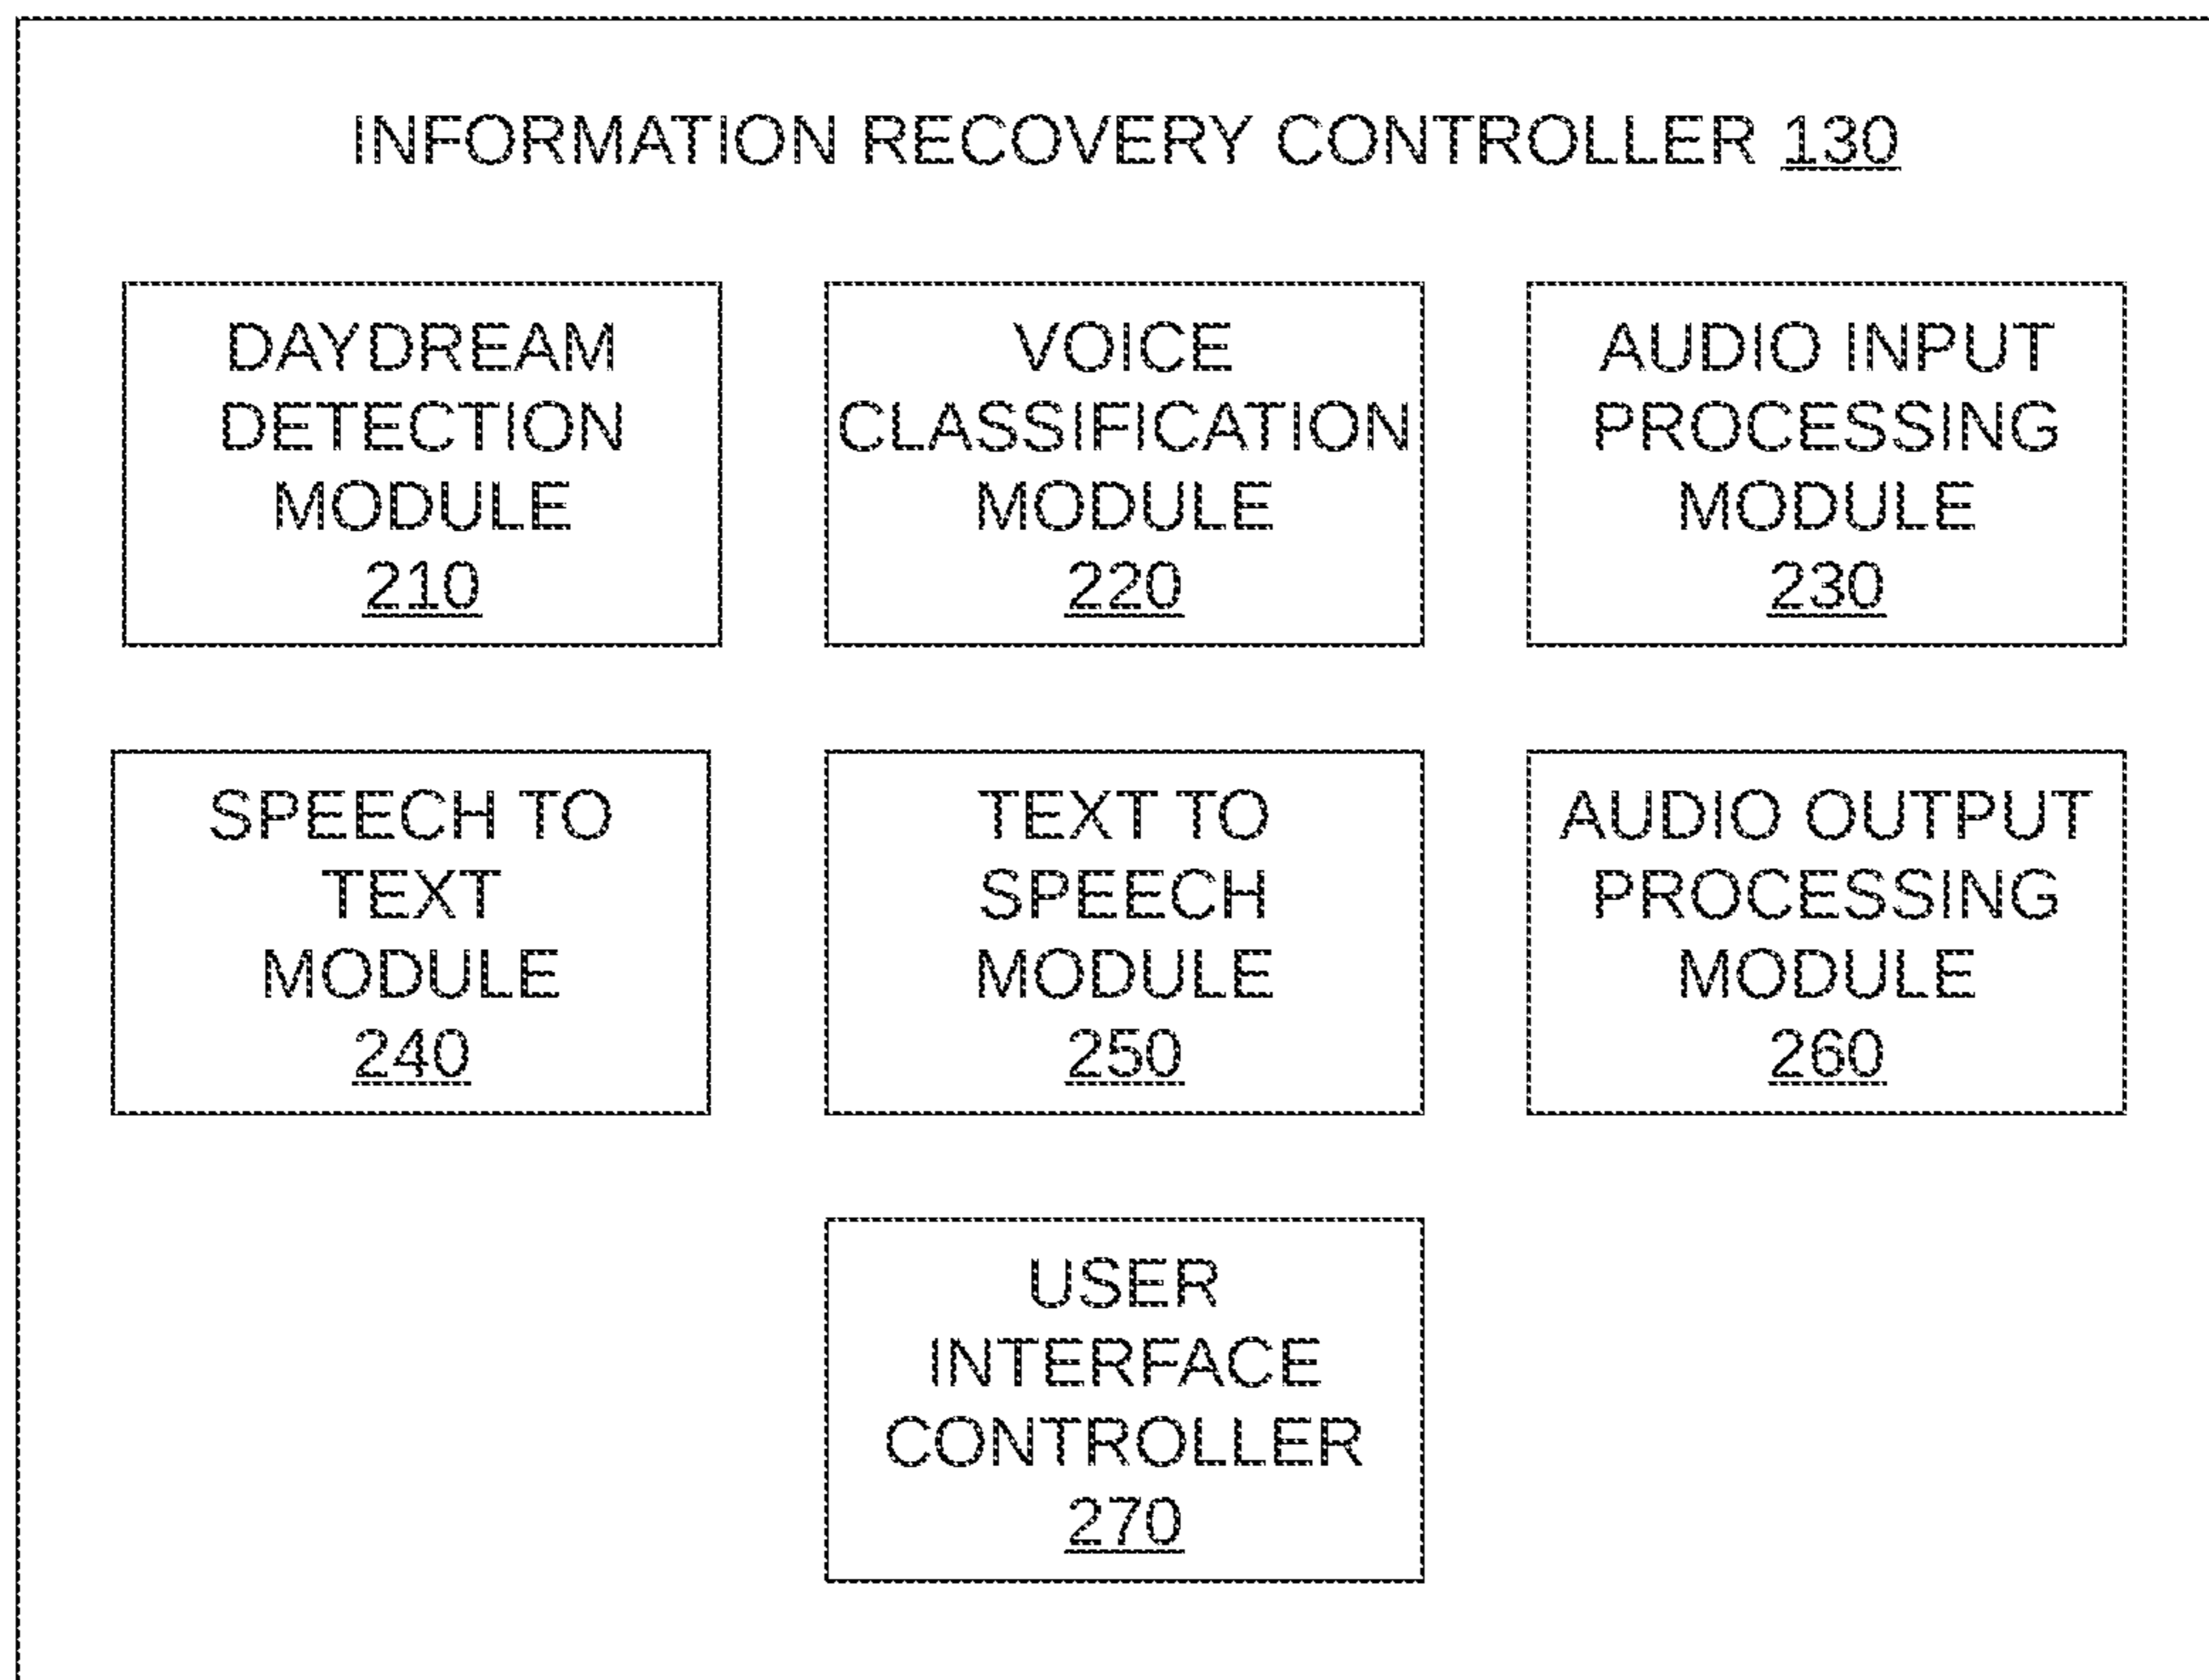 INFORMATION RECOVERY CONTROLLER 130
DAYDREAM
DETECTION
MODULE
210
VOICE
CLASSIFICATION
MODULE
220
AUDIO INPUT
PROCESSING
MODULE
230
SPEECH TO
TEXT
MODULE
240
TEXT TO
SPEECH
MODULE
250
AUDIO OUTPUT
PROCESSING
MODULE
260
USER
INTERFACE
CONTROLLER
270